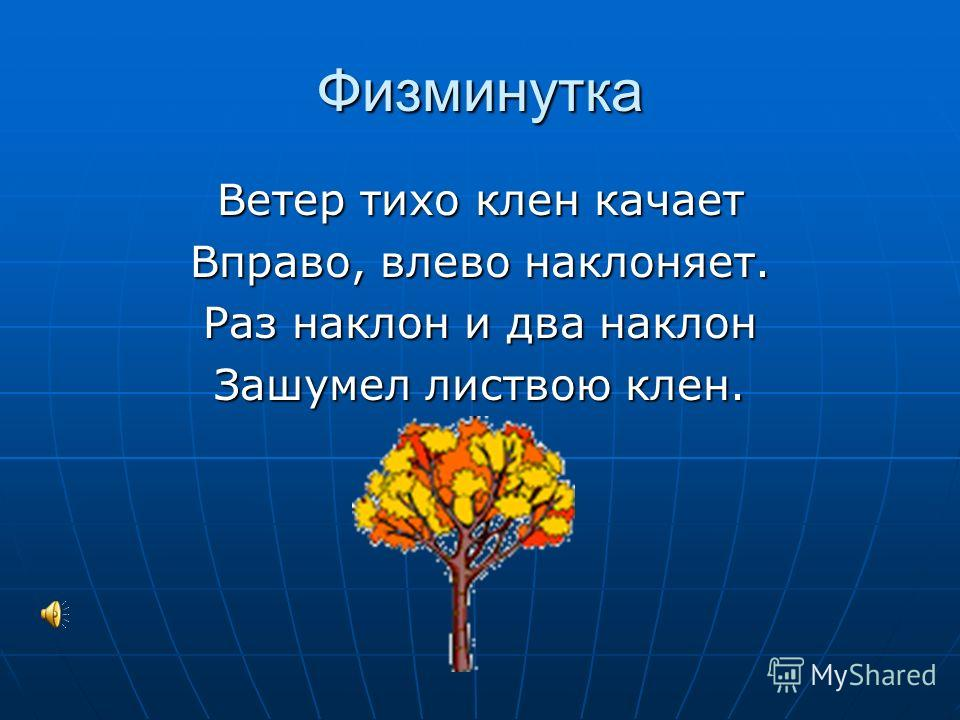 Физминутка
Ветер тихо клен качает
Вправо, влево наклоняет.
Раз наклон и два наклон
Зашумел листвою клен.
MyShared